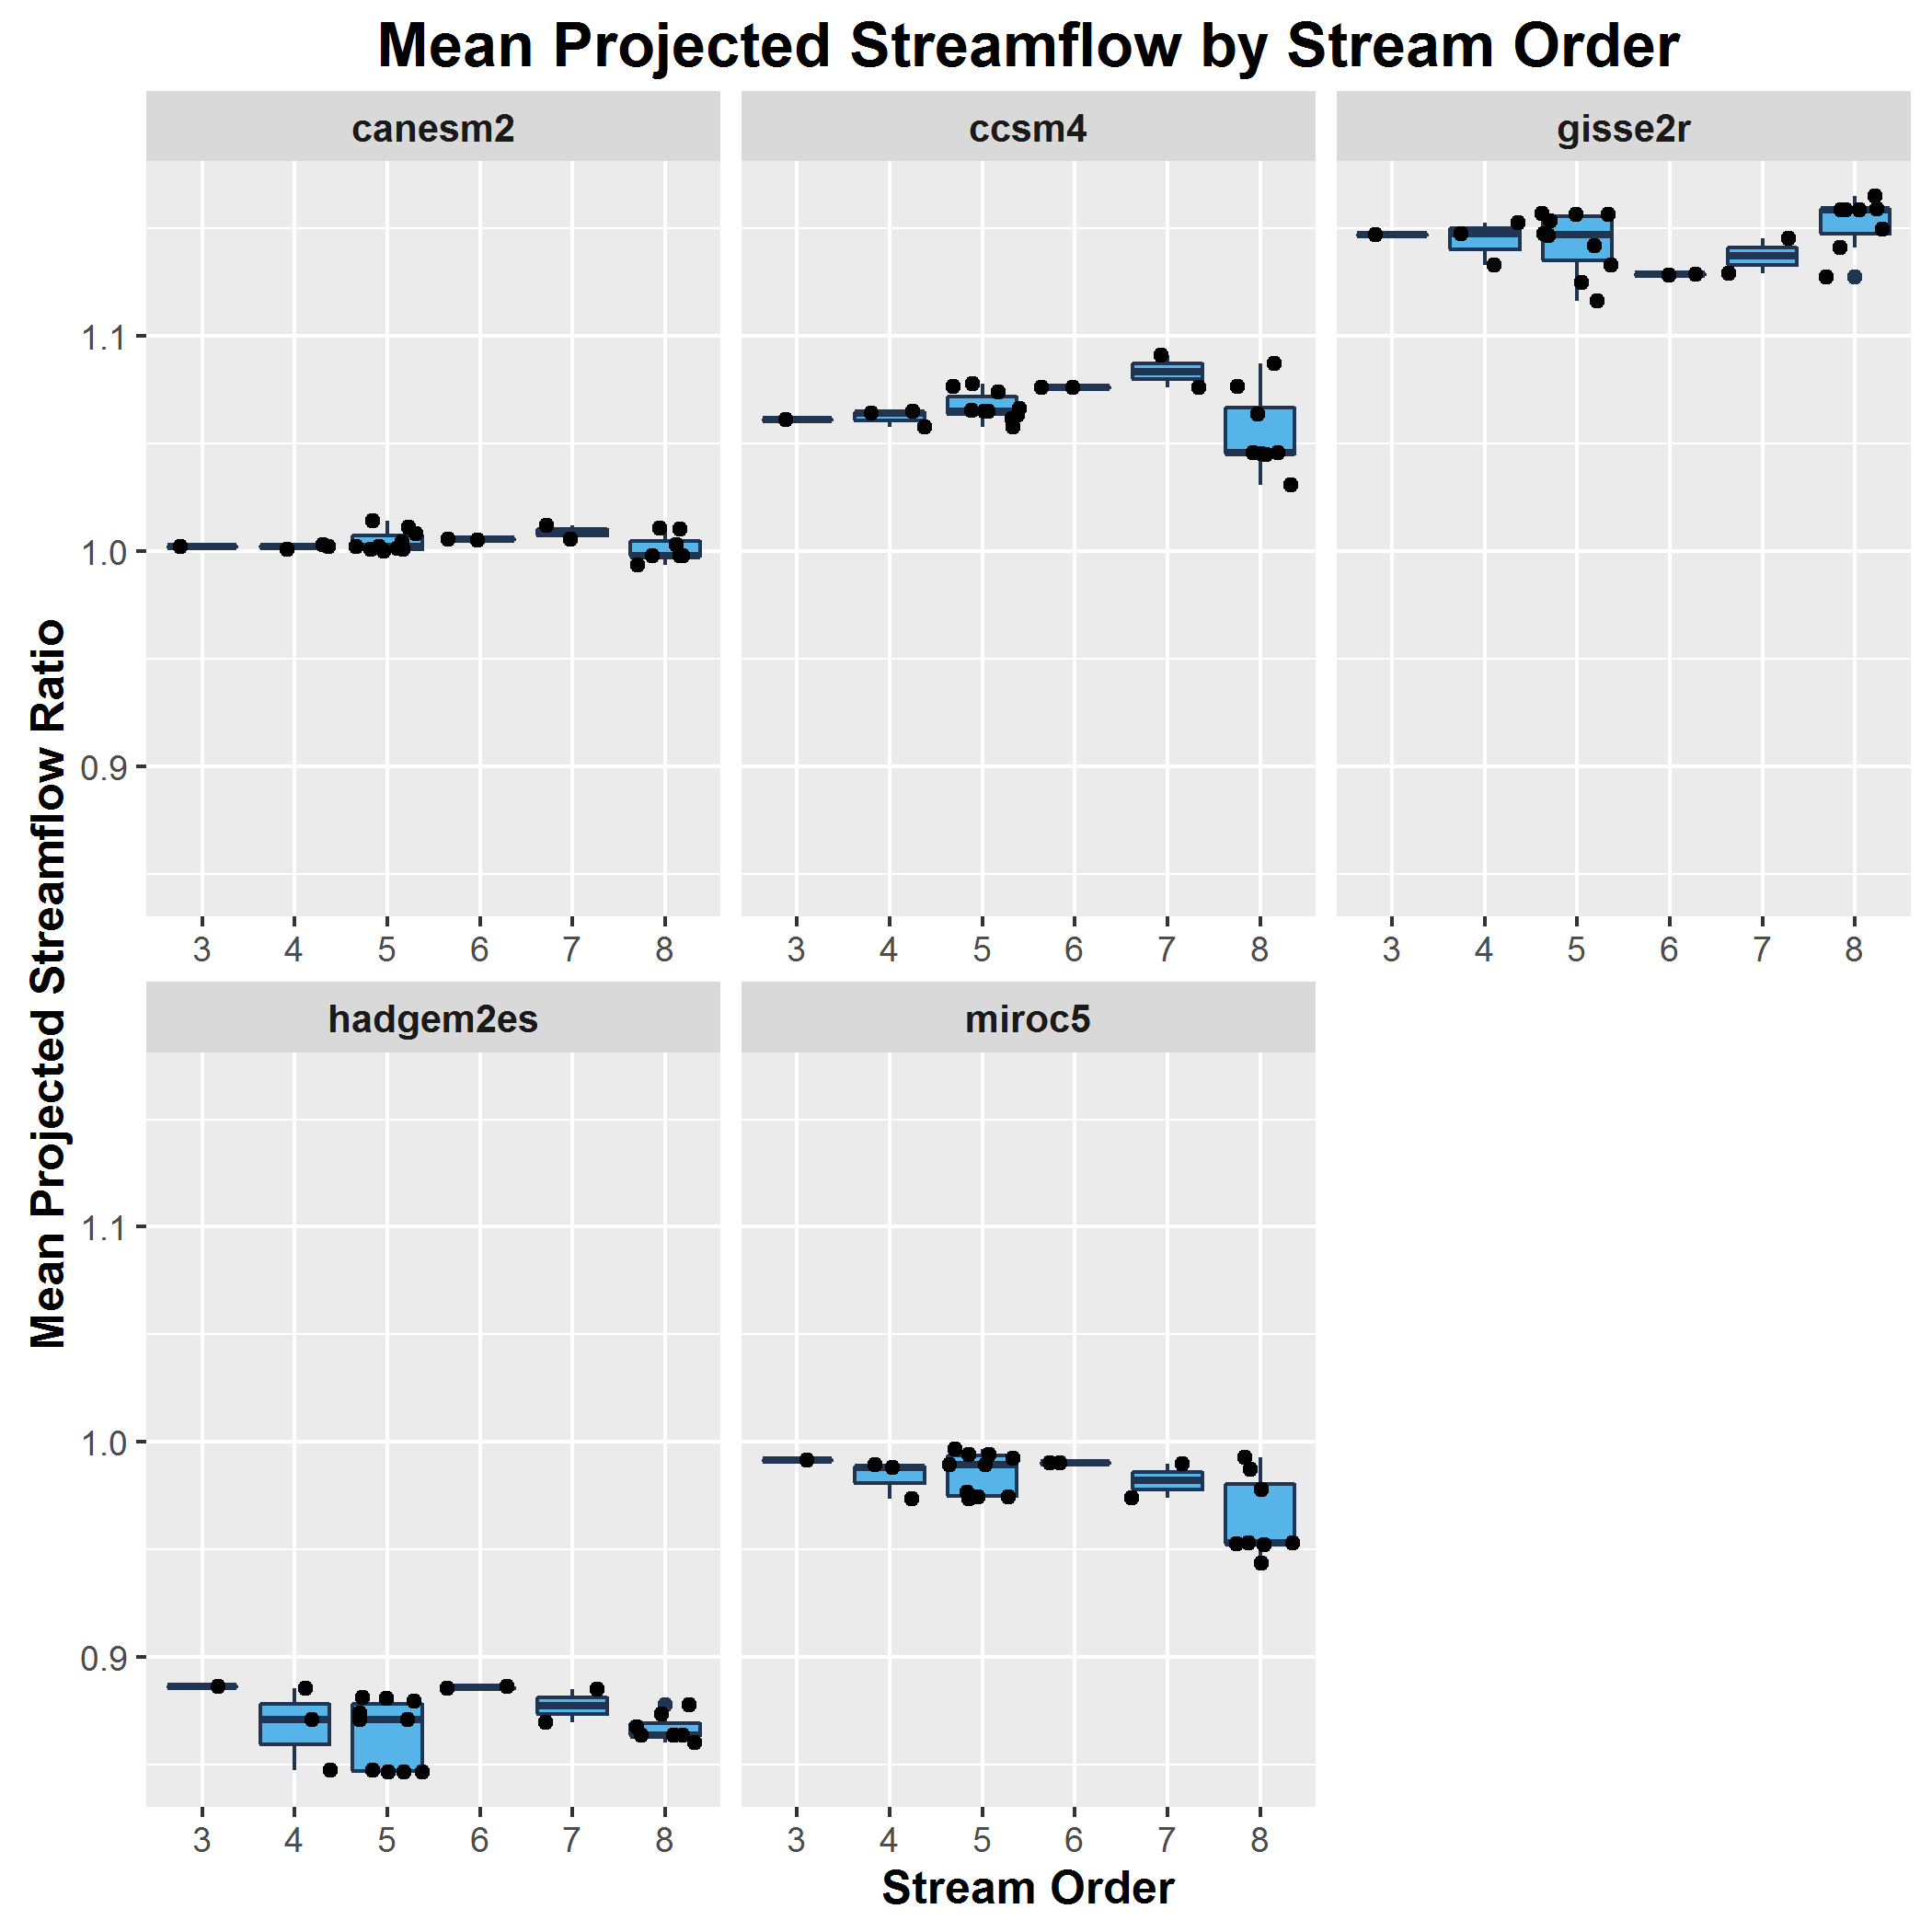 Mean Projected Streamflow by Stream Order
canesm2 ccsm4 gisse2r
1.1
1.0
0.9
3 4 5 6 7 8 3 4 5 6 7 8 3 4 5 6 7 8
Mean Projected Streamflow Ratio
hadgem2es miroc5
1.1
1.0
0.9
3 4 5 6 7 8 3 4 5 6 7 8
Stream Order